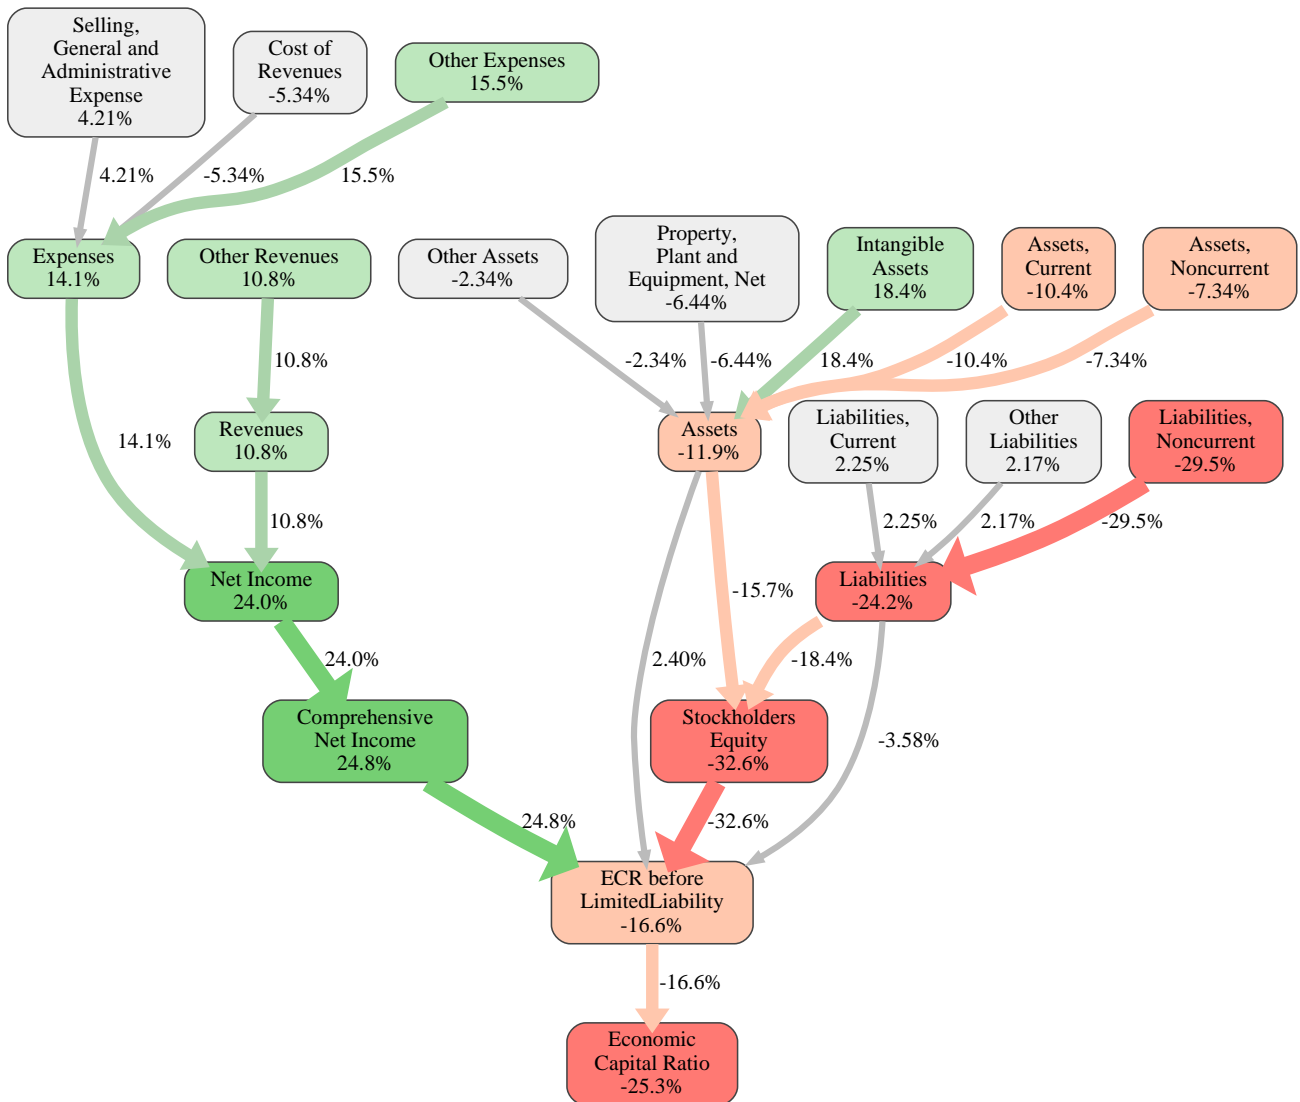 Selling,
General and
Administrative
Expense
4.21%
Cost of
Revenues
-5.34%
Other Expenses
15.5%
4.21%
-5.34%
15.5%
Expenses
14.1%
Other Revenues
10.8%
Other Assets
-2.34%
Property,
Plant and
Equipment, Net
-6.44%
Intangible
Assets
18.4%
Assets,
Current
-10.4%
Assets,
Noncurrent
-7.34%
10.8%
-2.34%
-6.44%
18.4%
-10.4%
-7.34%
14.1%
Revenues
10.8%
Assets
-11.9%
Liabilities,
Current
2.25%
Other
Liabilities
2.17%
Liabilities,
Noncurrent
-29.5%
10.8%
2.25%
2.17%
-29.5%
Net Income
24.0%
-15.7%
Liabilities
-24.2%
24.0%
2.40%
-18.4%
Comprehensive
Net Income
24.8%
Stockholders
Equity
-32.6%
-3.58%
24.8%
-32.6%
ECR before
LimitedLiability
-16.6%
-16.6%
Economic
Capital Ratio
-25.3%